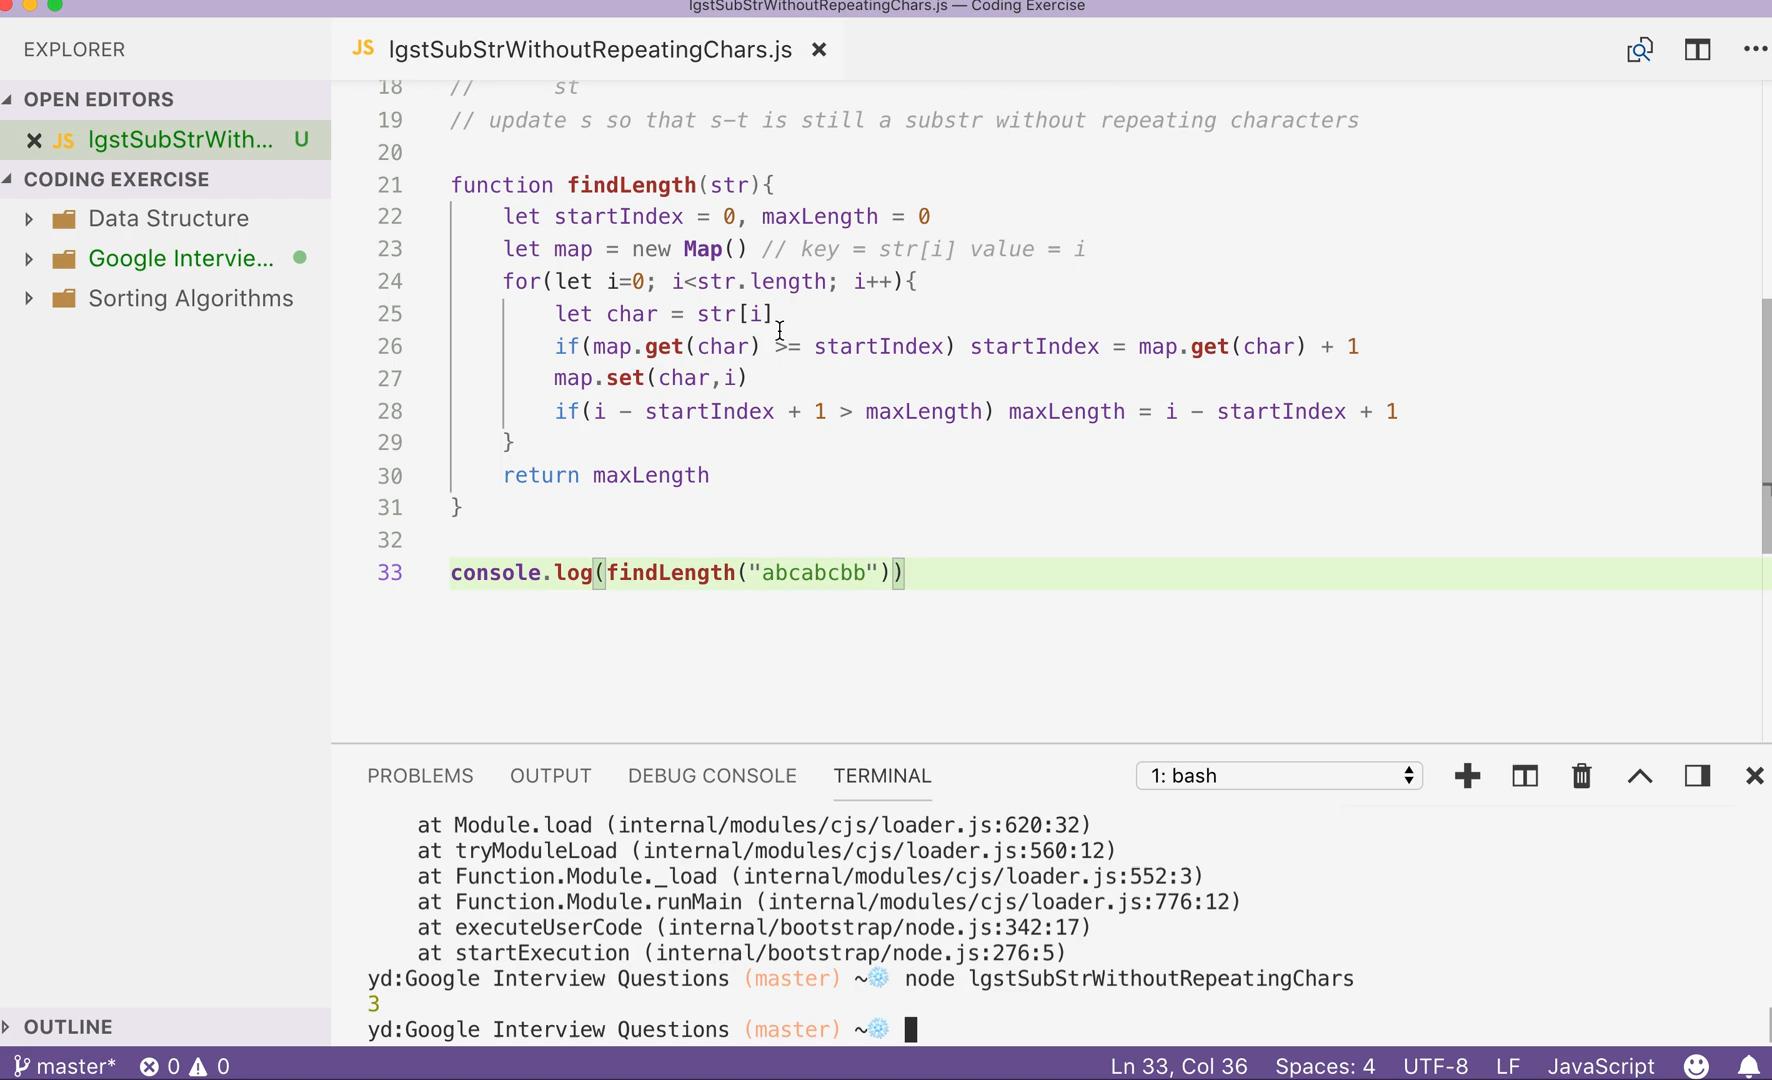 lgstSubStrWithoutRepeatingChars.js — Coding Exercise
EXPLORER
JS lgstSubStrWithoutRepeatingChars.js
OPEN EDITORS
JS lgstSubStrWith... U
CODING EXERCISE
Data Structure
Google Intervie...
Sorting Algorithms
18 // st
19 // update s so that s-t is still a substr without repeating characters
20
21 function findLength(str){
22 let startIndex = 0, maxLength = 0
23 let map = new Map() // key = str[i] value = i
24 for(let i=0; i<str.length; i++){
25 let char = str[i]
26 if(map.get(char) >= startIndex) startIndex = map.get(char) + 1
27 map.set(char,i)
28 if(i - startIndex + 1 > maxLength) maxLength = i - startIndex + 1
29 }
30 return maxLength
31 }
32
33 console.log(findLength("abcabcbb"))
PROBLEMS OUTPUT DEBUG CONSOLE TERMINAL 1: bash
at Module.load (internal/modules/cjs/loader.js:620:32)
at tryModuleLoad (internal/modules/cjs/loader.js:560:12)
at Function.Module._load (internal/modules/cjs/loader.js:552:3)
at Function.Module.runMain (internal/modules/cjs/loader.js:776:12)
at executeUserCode (internal/bootstrap/node.js:342:17)
at startExecution (internal/bootstrap/node.js:276:5)
yd:Google Interview Questions (master) ~❄️ node lgstSubStrWithoutRepeatingChars
3
yd:Google Interview Questions (master) ~❄️
OUTLINE
master* 0 0 Ln 33, Col 36 Spaces: 4 UTF-8 LF JavaScript